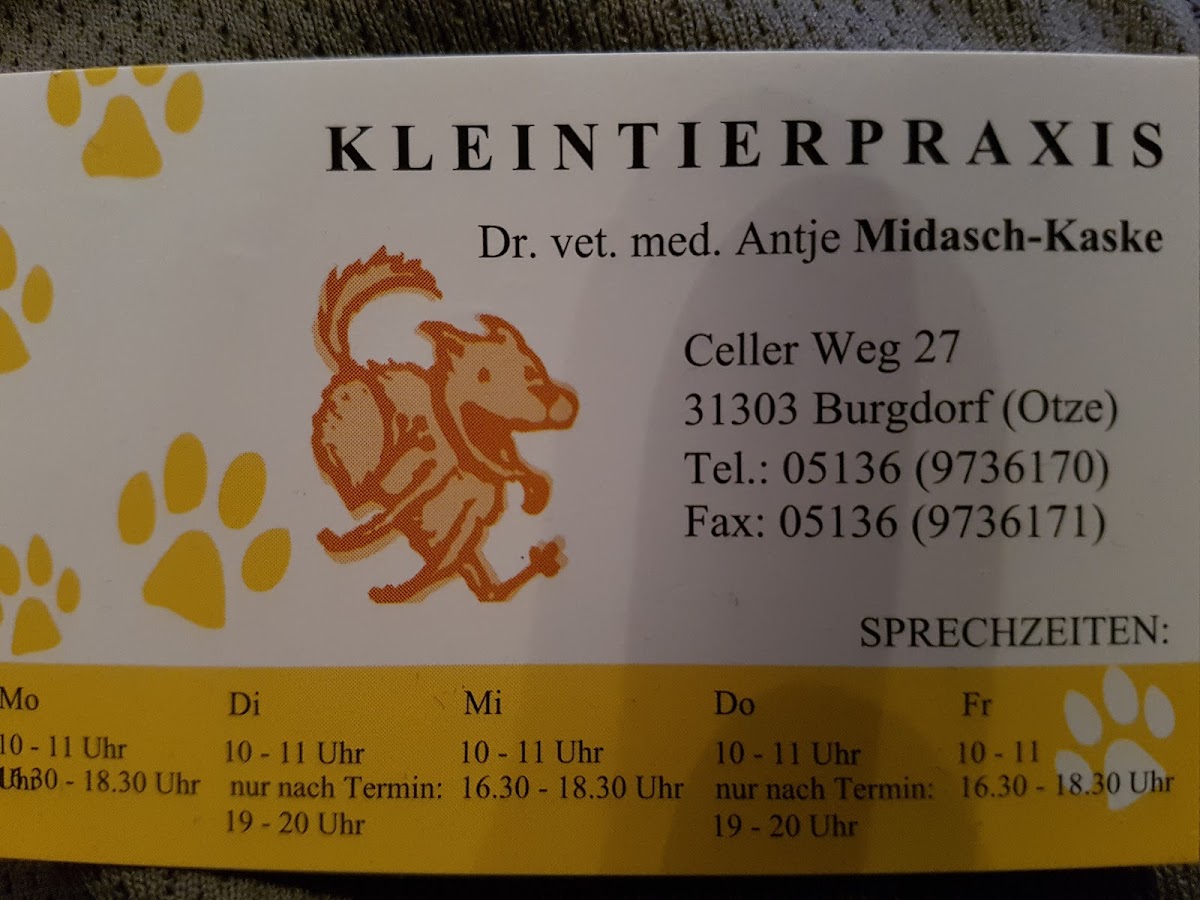 KLEINTIERPRAXIS
Dr. vet. med. Antje Midasch-Kaske
Celler Weg 27
31303 Burgdorf (Otze)
Tel.: 05136 (9736170)
Fax: 05136 (9736171)
SPRECHZEITEN:
Mo
10 - 11 Uhr
- 18.30 Uhr
Di
10 - 11 Uhr
nur nach Termin:
19 - 20 Uhr
Mi
10 - 11 Uhr
16.30 - 18.30 Uhr
Do
10 - 11 Uhr
nur nach Termin:
19 - 20 Uhr
Fr
10 - 11
16.30 - 18.30 Uhr